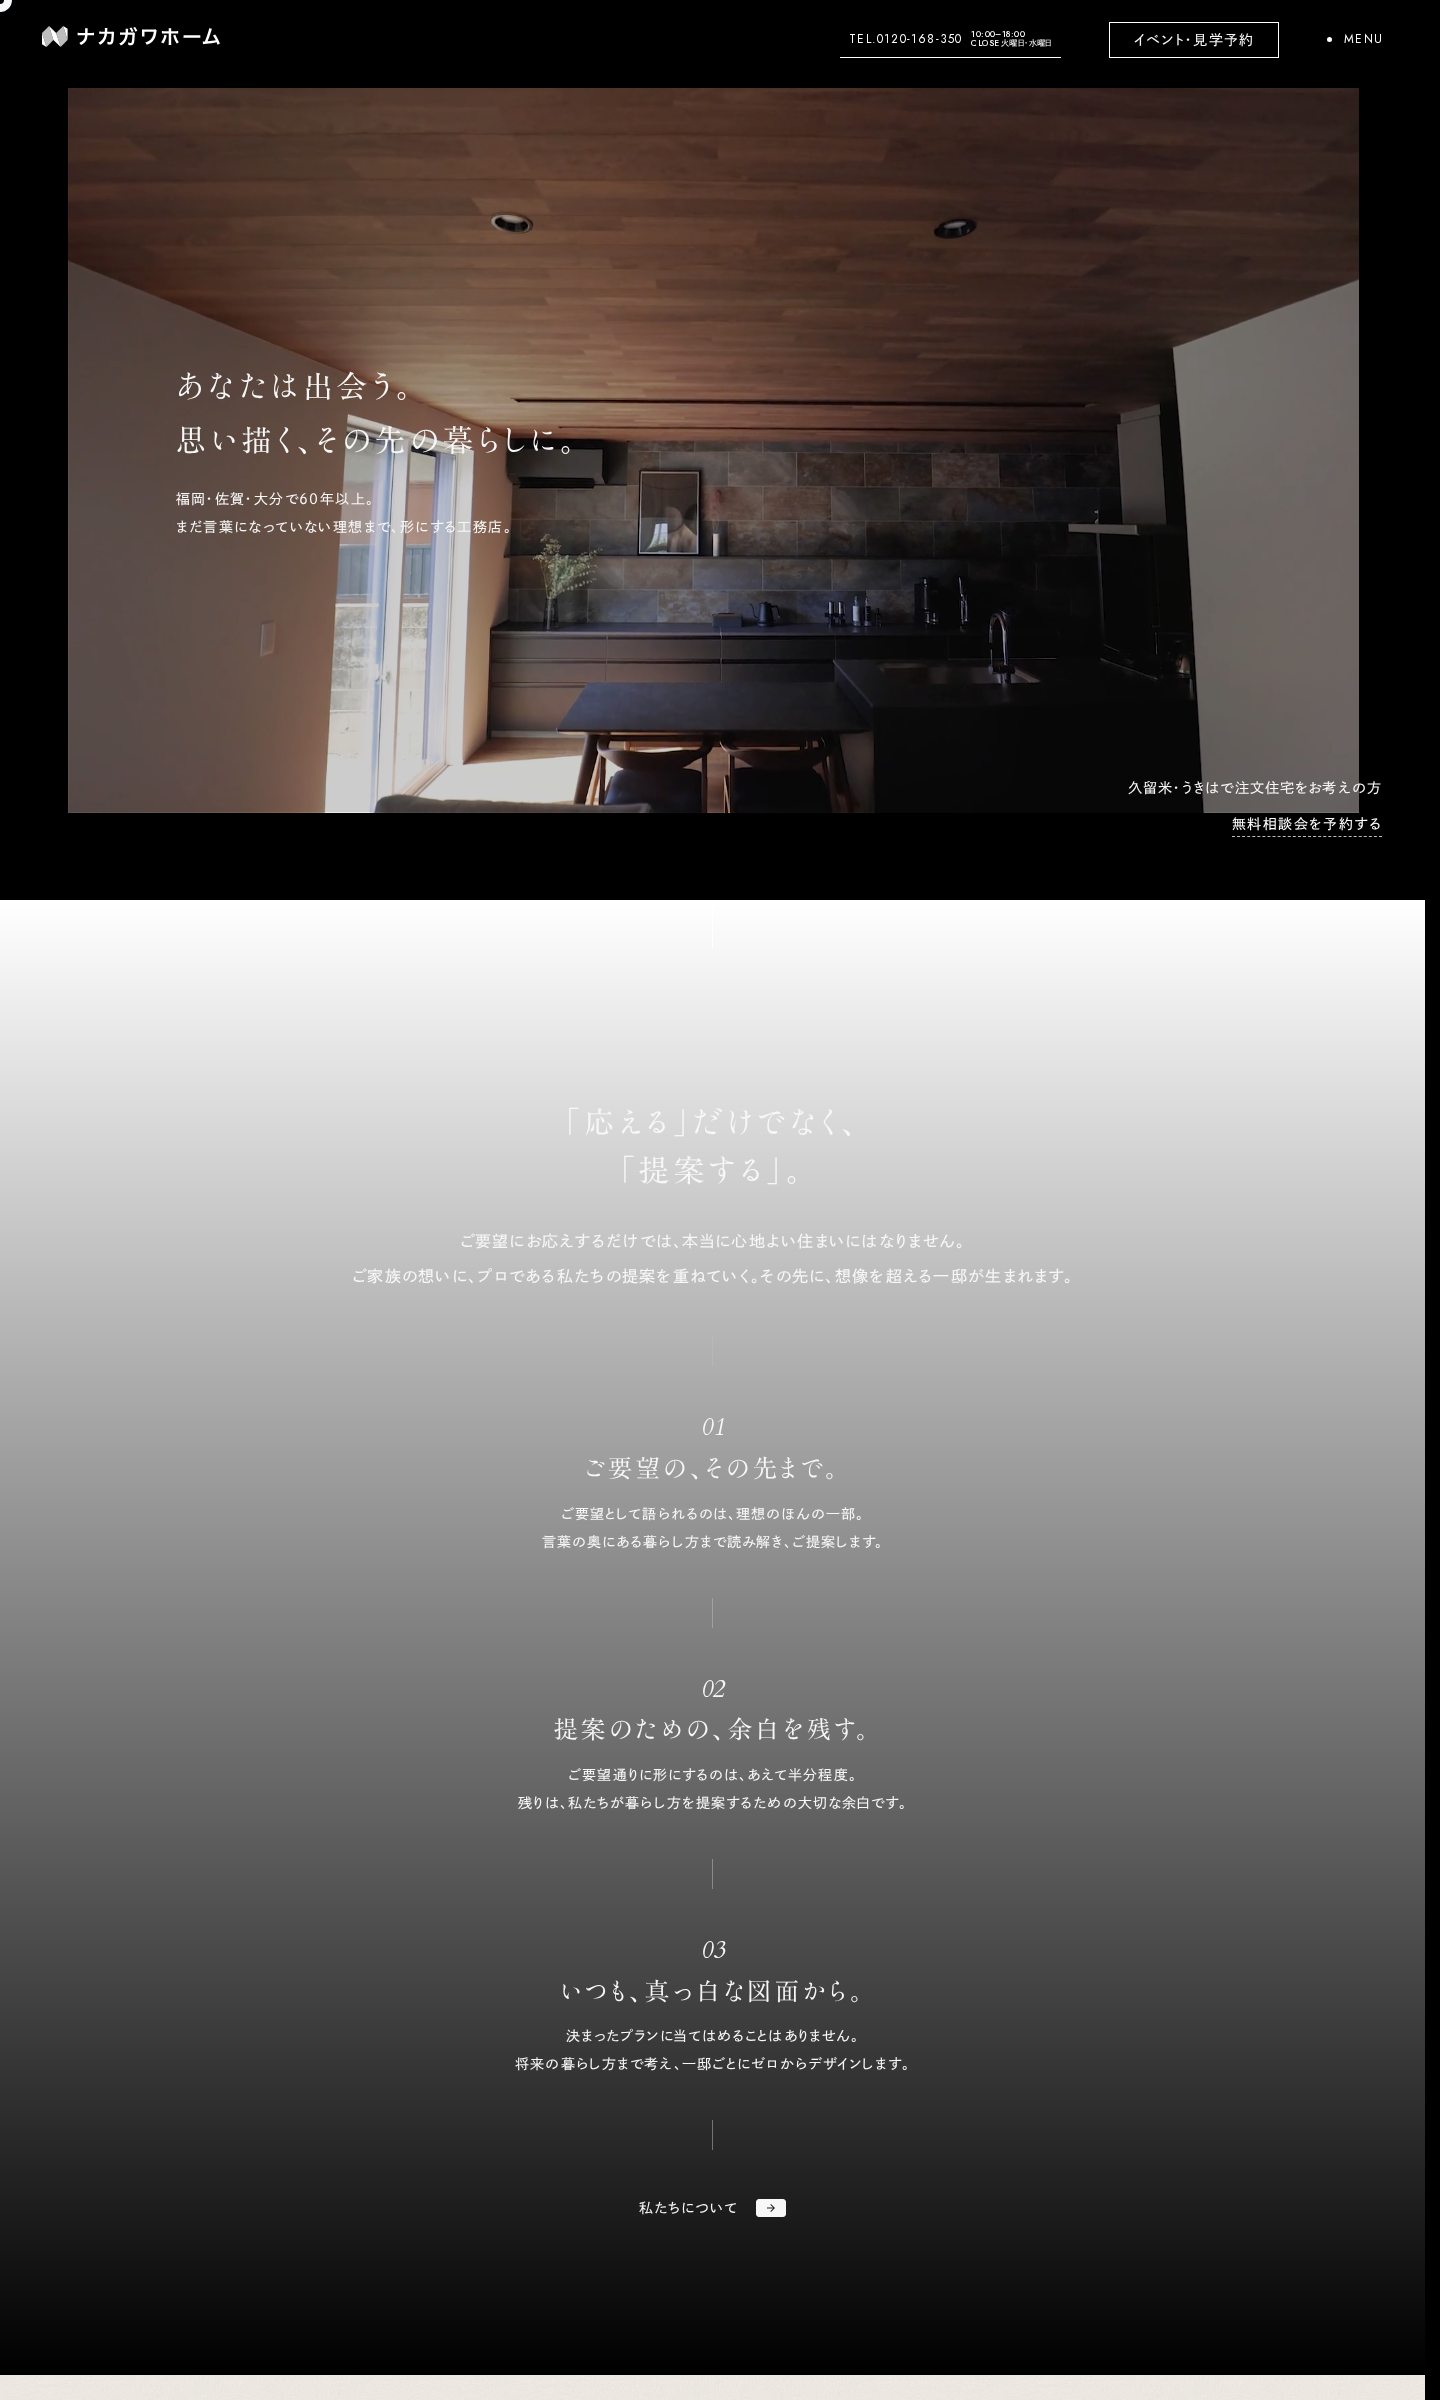 ナカガワホーム
TEL.0120-168-350
10:00–18:00
CLOSE 火曜日・水曜日
イベント・見学予約
MENU
あなたは出会う。
思い描く、その先の暮らしに。
福岡・佐賀・大分で60年以上。
まだ言葉になっていない理想まで、形にする工務店。
久留米・うきはで注文住宅をお考えの方
無料相談会を予約する
「応える」だけでなく、
「提案する」。
ご要望にお応えするだけでは、本当に心地よい住まいにはなりません。
ご家族の想いに、プロである私たちの提案を重ねていく。その先に、想像を超える一邸が生まれます。
01
ご要望の、その先まで。
ご要望として語られるのは、理想のほんの一部。
言葉の奥にある暮らし方まで読み解き、ご提案します。
02
提案のための、余白を残す。
ご要望通りに形にするのは、あえて半分程度。
残りは、私たちが暮らし方を提案するための大切な余白です。
03
いつも、真っ白な図面から。
決まったプランに当てはめることはありません。
将来の暮らし方まで考え、一邸ごとにゼロからデザインします。
私たちについて